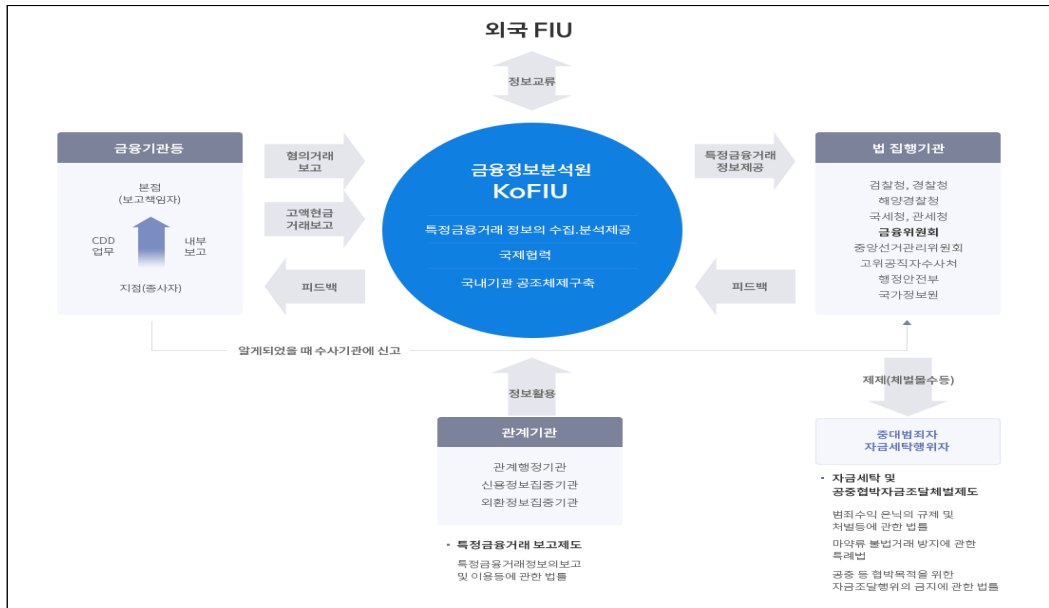 외국 FIU
정보교류
금융기관등
본점
(보고책임자)
CDD
업무
내부
보고
지점(종사자)
혐의거래
보고
고액현금
거래보고
피드백
금융정보분석원
KoFIU
특정금융거래 정보의 수집.분석제공
국제협력
국내기관 공조체제구축
특정금융거래
정보제공
피드백
법 집행기관
검찰청, 경찰청
해양경찰청
국세청, 관세청
금융위원회
중앙선거관리위원회
고위공직자수사처
행정안전부
국가정보원
알게되었을 때 수사기관에 신고
정보활용
관계기관
관계행정기관
신용정보집중기관
외환정보집중기관
· 특정금융거래 보고제도
특정금융거래정보의보고
및 이용등에 관한 법률
제제(체벌몰수등)
중대범죄자
자금세탁행위자
· 자금세탁 및
공중협박자금조달체벌제도
범죄수익 은닉의 규제 및
처벌등에 관한 법률
마약류 불법거래 방지에 관한
특례법
공중 등 협박목적을 위한
자금조달행위의 금지에 관한 법률